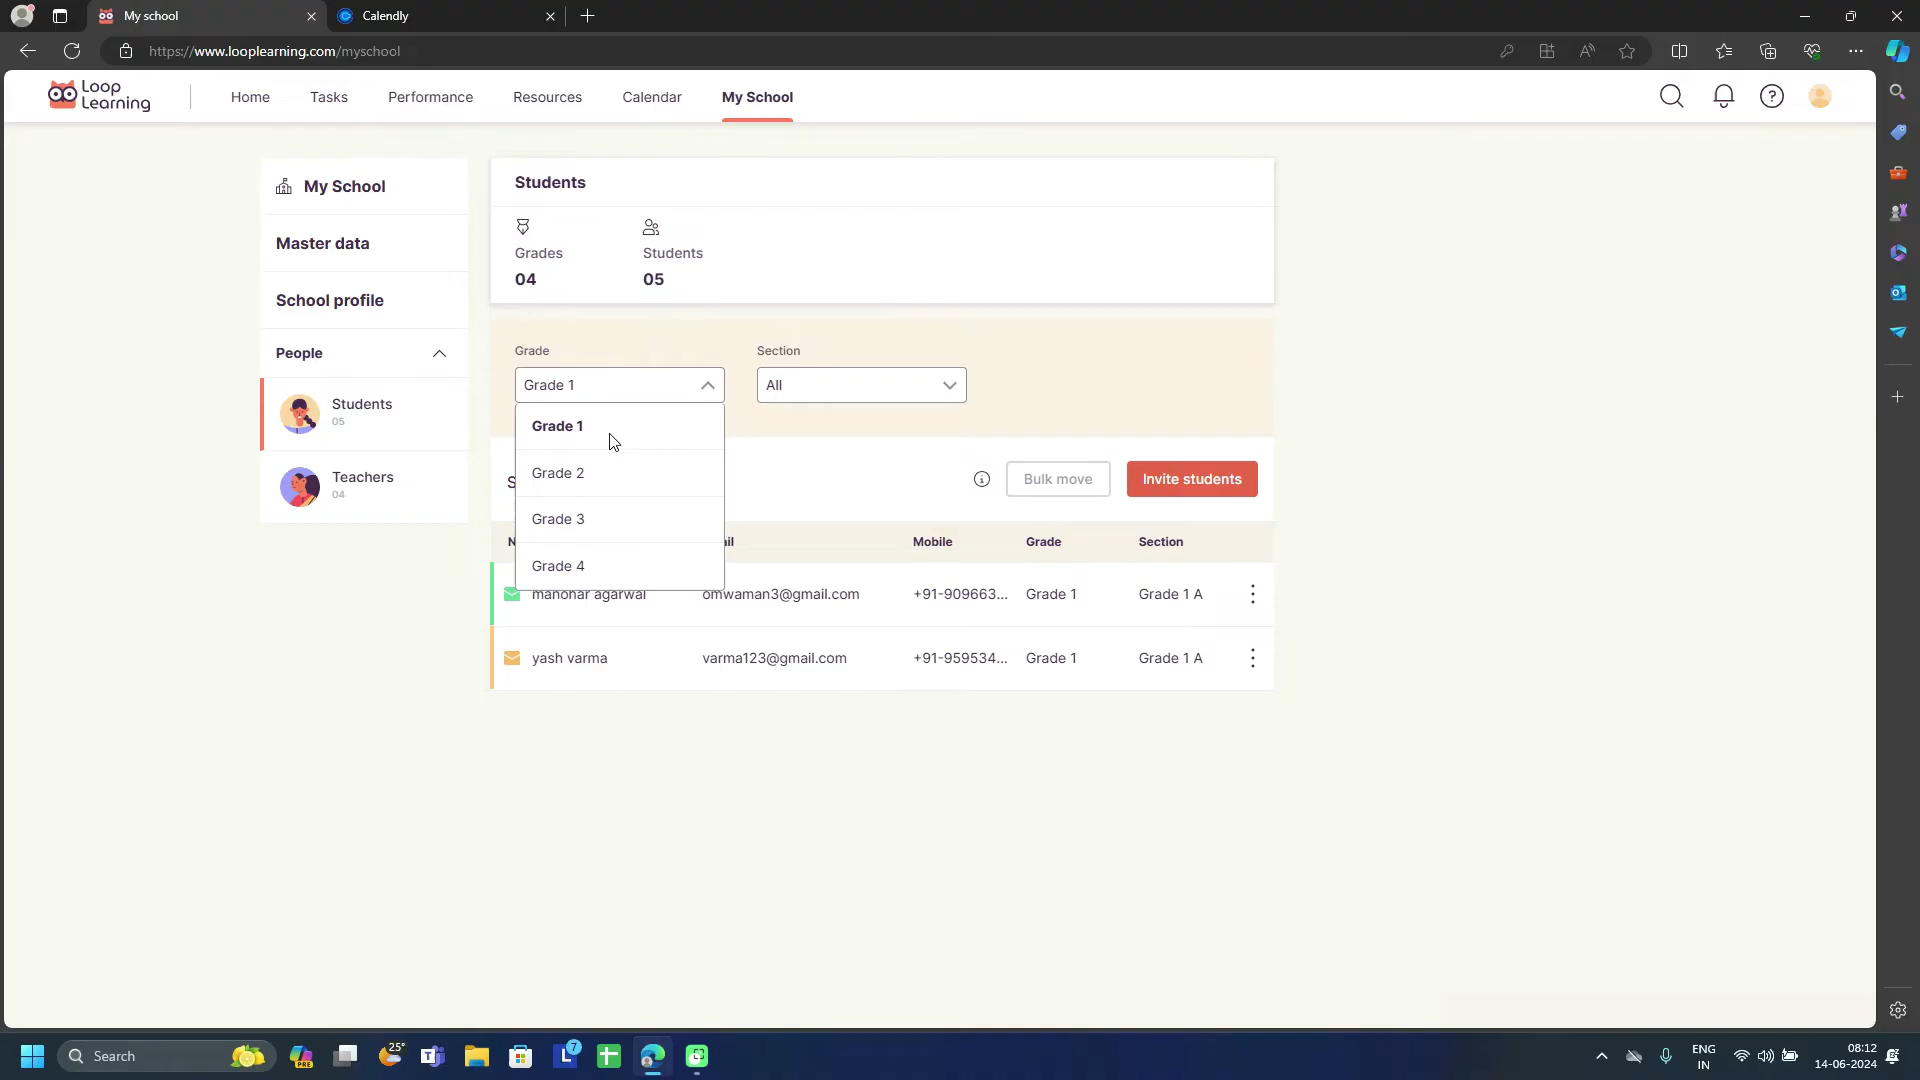 My school
Calendly
https://www.looplearning.com/myschool
Loop
Learning
Home
Tasks
Performance
Resources
Calendar
My School
My School
Master data
School profile
People
Students
05
Teachers
04
Students
Grades
04
Students
05
Grade
Section
Grade 1
All
Grade 1
Grade 2
Grade 3
Grade 4
S
Bulk move
Invite students
N
ail
Mobile
Grade
Section
manohar agarwal
omwaman3@gmail.com
+91-909663...
Grade 1
Grade 1 A
yash varma
varma123@gmail.com
+91-959534...
Grade 1
Grade 1 A
Search
PRE
25°
7
ENG
IN
08:12
14-06-2024